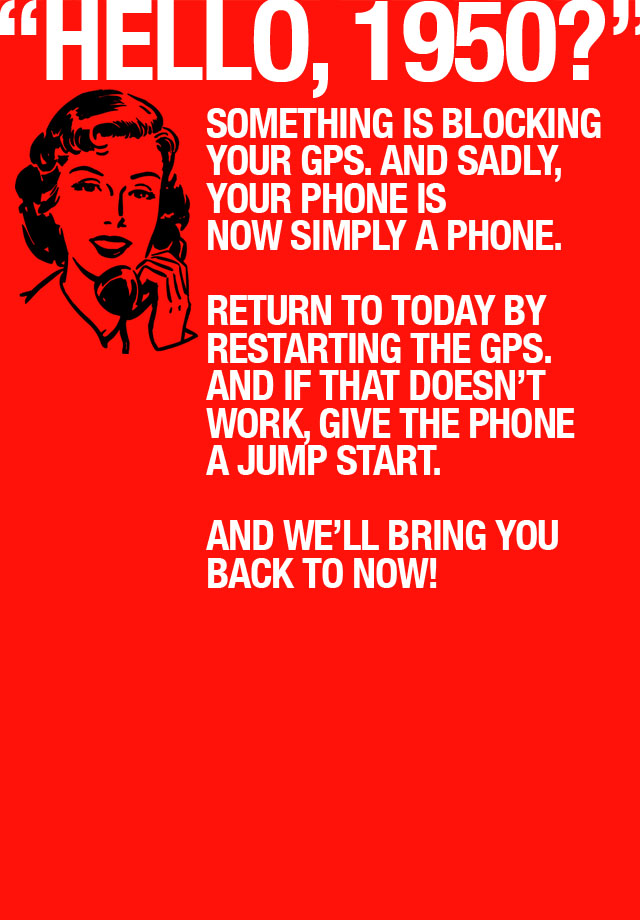 “HELLO, 1950?”
SOMETHING IS BLOCKING
YOUR GPS. AND SADLY,
YOUR PHONE IS
NOW SIMPLY A PHONE.
RETURN TO TODAY BY
RESTARTING THE GPS.
AND IF THAT DOESN’T
WORK, GIVE THE PHONE
A JUMP START.
AND WE’LL BRING YOU
BACK TO NOW!